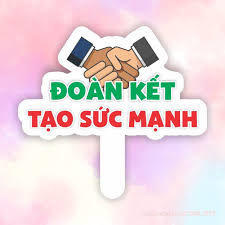 ĐOÀN KẾT
TẠO SỨC MẠNH